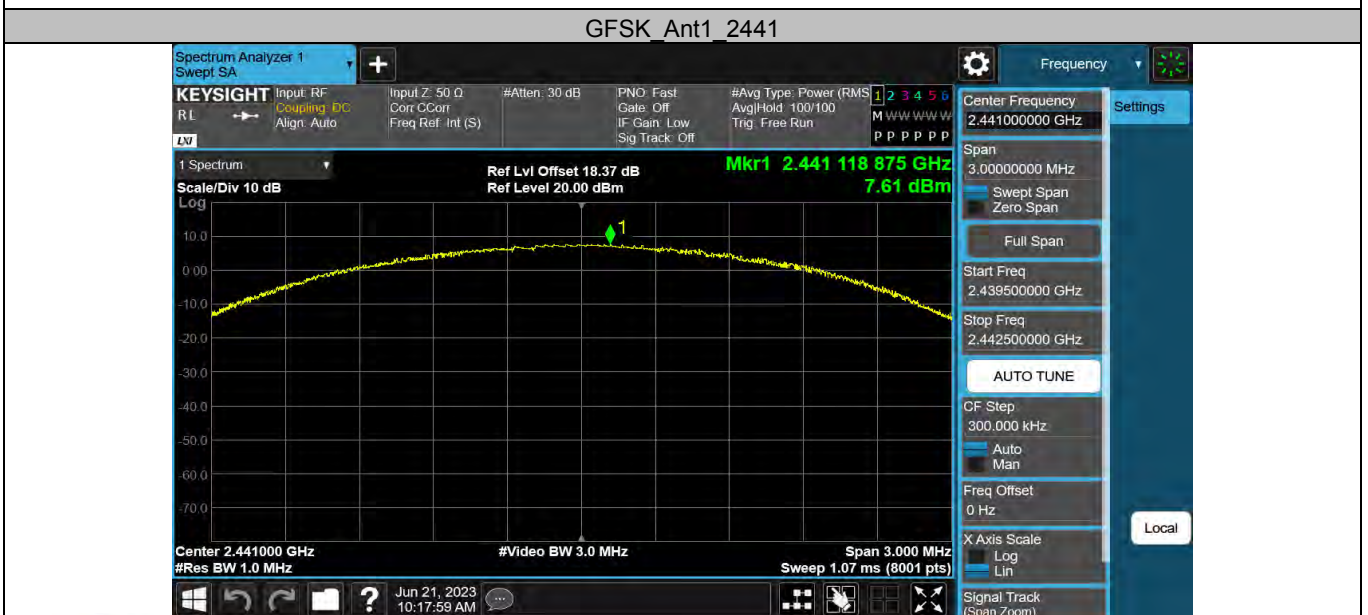 GFSK_Ant1_2441
Spectrum Analyzer 1
Swept SA
Frequency
KEYSIGHT
RL
LXI
Input: RF
Coupling: DC
Align: Auto
Input Z: 50 Ω
Corr CCorr
Freq Ref: Int (S)
#Atten: 30 dB
PNO: Fast
Gate: Off
IF Gain: Low
Sig Track: Off
#Avg Type: Power (RMS
Avg|Hold: 100/100
Trig: Free Run
1 2 3 4 5 6
M W W W W W
P P P P P P
1 Spectrum
Scale/Div 10 dB
Log
Ref Lvl Offset 18.37 dB
Ref Level 20.00 dBm
Mkr1 2.441 118 875 GHz
7.61 dBm
1
10.0
0.00
-10.0
-20.0
-30.0
-40.0
-50.0
-60.0
-70.0
Center 2.441000 GHz
#Res BW 1.0 MHz
#Video BW 3.0 MHz
Span 3.000 MHz
Sweep 1.07 ms (8001 pts)
Center Frequency
2.441000000 GHz
Settings
Span
3.00000000 MHz
Swept Span
Zero Span
Full Span
Start Freq
2.439500000 GHz
Stop Freq
2.442500000 GHz
AUTO TUNE
CF Step
300.000 kHz
Auto
Man
Freq Offset
0 Hz
X Axis Scale
Log
Lin
Local
Signal Track
(Span Zoom)
?
Jun 21, 2023
10:17:59 AM